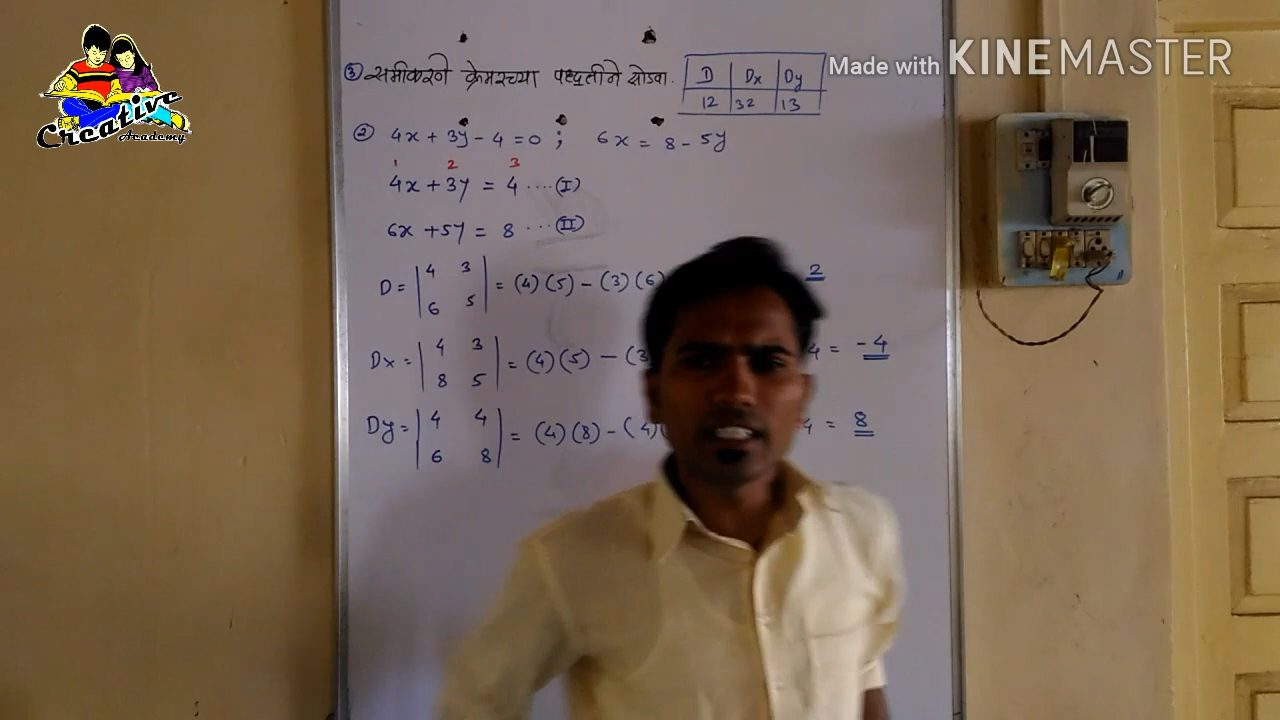 Creative
Academy
Made with KINEMASTER
③ समीकरणे क्रेमरच्या पद्धतीने सोडवा.
D Dx Dy
12 32 13
② 4x + 3y - 4 = 0 ; 6x = 8 - 5y
1 2 3
4x + 3y = 4 ....(I)
6x + 5y = 8 ...(II)
D = | 4 3 | = (4)(5) - (3)(6) 2
6 5
Dx = | 4 3 | = (4)(5) - (3 4 = -4
8 5
Dy = | 4 4 | = (4)(8) - (4)( 4 = 8
6 8